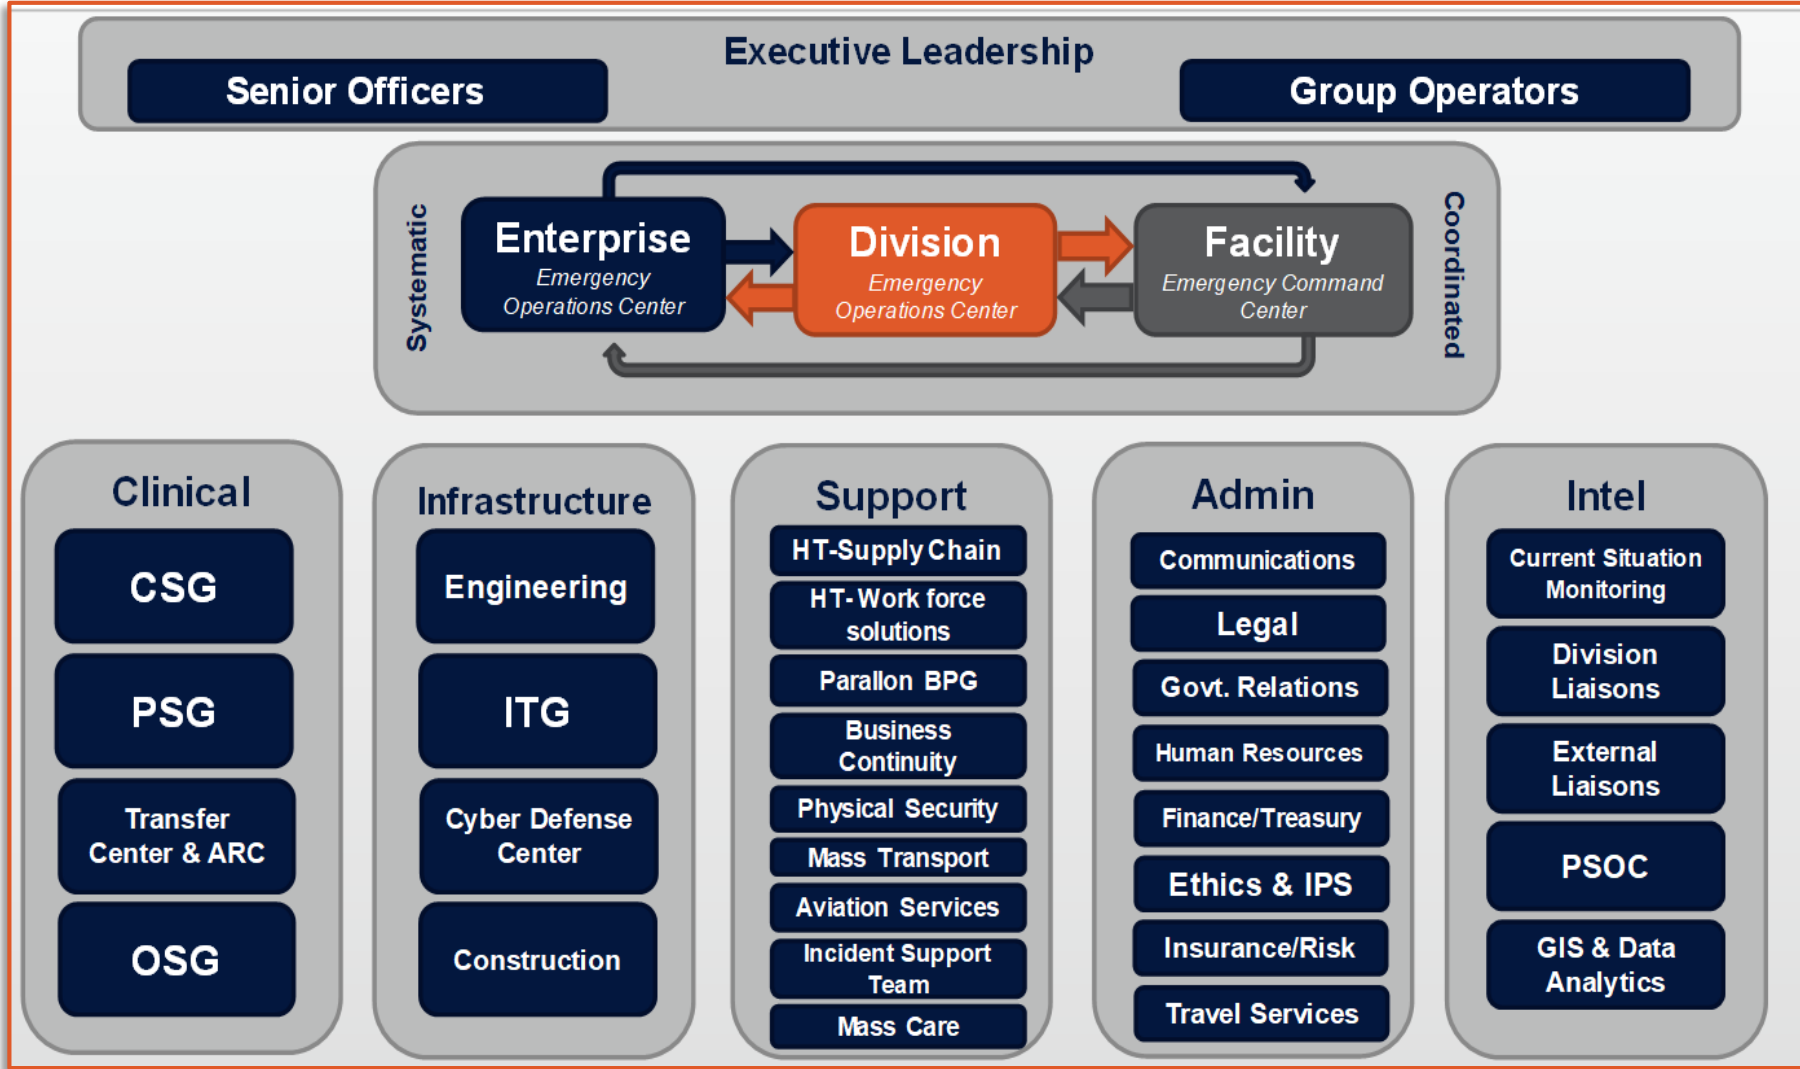 Executive Leadership
Senior Officers
Group Operators
Systematic
Enterprise
Emergency
Operations Center
Division
Emergency
Operations Center
Facility
Emergency Command
Center
Coordinated
Clinical
CSG
PSG
Transfer
Center & ARC
OSG
Infrastructure
Engineering
ITG
Cyber Defense
Center
Construction
Support
HT-Supply Chain
HT- Work force
solutions
Parallon BPG
Business
Continuity
Physical Security
Mass Transport
Aviation Services
Incident Support
Team
Mass Care
Admin
Communications
Legal
Govt. Relations
Human Resources
Finance/Treasury
Ethics & IPS
Insurance/Risk
Travel Services
Intel
Current Situation
Monitoring
Division
Liaisons
External
Liaisons
PSOC
GIS & Data
Analytics